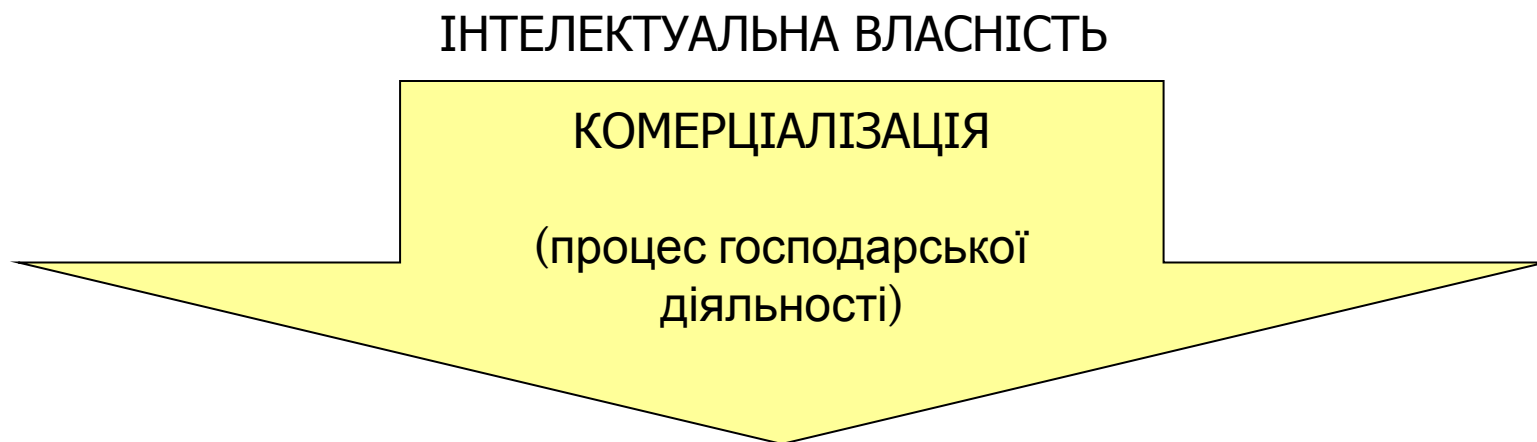 ІНТЕЛЕКТУАЛЬНА ВЛАСНІСТЬ
КОМЕРЦІАЛІЗАЦІЯ
(процес господарської
діяльності)